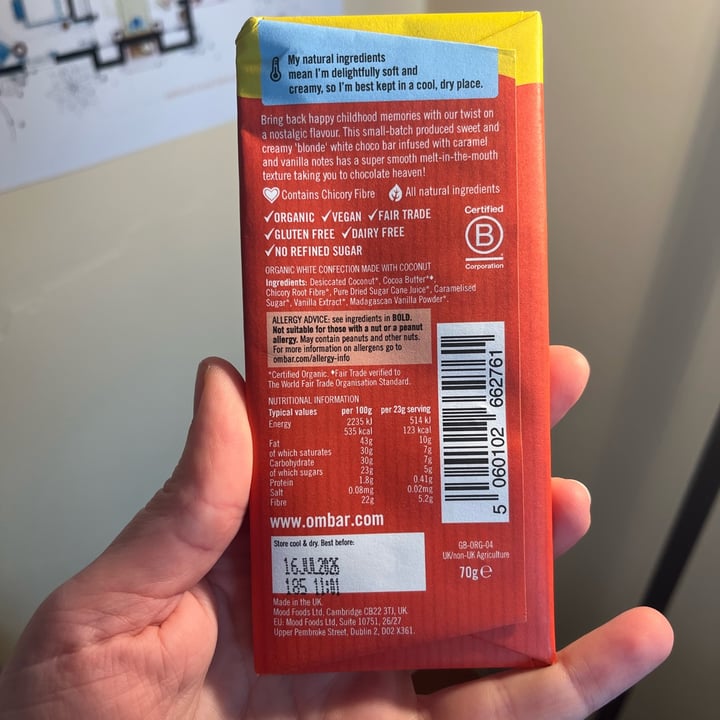 My natural ingredients
mean I'm delightfully soft and
creamy, so I'm best kept in a cool, dry place.
Bring back happy childhood memories with our twist on
a nostalgic flavour. This small-batch produced sweet and
creamy 'blonde' white choco bar infused with caramel
and vanilla notes has a super smooth melt-in-the-mouth
texture taking you to chocolate heaven!
Contains Chicory Fibre All natural ingredients
✓ORGANIC ✓VEGAN ✓FAIR TRADE
✓GLUTEN FREE ✓DAIRY FREE
✓NO REFINED SUGAR
Certified
B
Corporation
ORGANIC WHITE CONFECTION MADE WITH COCONUT
Ingredients: Desiccated Coconut*, Cocoa Butter*♦,
Chicory Root Fibre*, Pure Dried Sugar Cane Juice*, Caramelised
Sugar*, Vanilla Extract*, Madagascan Vanilla Powder*.
ALLERGY ADVICE: see ingredients in BOLD.
Not suitable for those with a nut or a peanut
allergy. May contain peanuts and other nuts.
For more information on allergens go to
ombar.com/allergy-info
*Certified Organic. ♦Fair Trade verified to
The World Fair Trade Organisation Standard.
NUTRITIONAL INFORMATION
Typical values per 100g per 23g serving
Energy 2235 kJ 514 kJ
535 kcal 123 kcal
Fat 43g 10g
of which saturates 30g 7g
Carbohydrate 30g 7g
of which sugars 23g 5g
Protein 1.8g 0.41g
Salt 0.08mg 0.02mg
Fibre 22g 5.2g
5 060102 662761
www.ombar.com
Store cool & dry. Best before:
16JUL2026
185 11:01
GB-ORG-04
UK/non-UK Agriculture
70g e
Made in the UK.
Mood Foods Ltd, Cambridge CB22 3TJ, UK.
EU: Mood Foods Ltd, Suite 10751, 26/27
Upper Pembroke Street, Dublin 2, D02 X361.